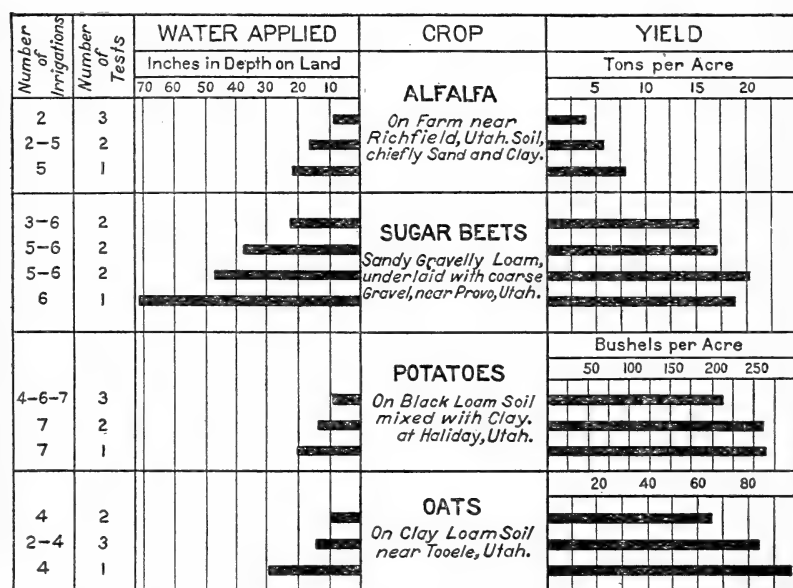 Number of Irrigations
Number of Tests
WATER APPLIED
CROP
YIELD
Inches in Depth on Land
Tons per Acre
70 60 50 40 30 20 10
5 10 15 20
ALFALFA
On Farm near
Richfield, Utah. Soil,
chiefly Sand and Clay.
2 3
2-5 2
5 1
SUGAR BEETS
Sandy Gravelly Loam,
underlaid with coarse
Gravel, near Provo, Utah.
3-6 2
5-6 2
5-6 2
6 1
Bushels per Acre
50 100 150 200 250
POTATOES
On Black Loam Soil
mixed with Clay.
at Haliday, Utah.
4-6-7 3
7 2
7 1
20 40 60 80
OATS
On Clay Loam Soil
near Tooele, Utah.
4 2
2-4 3
4 1